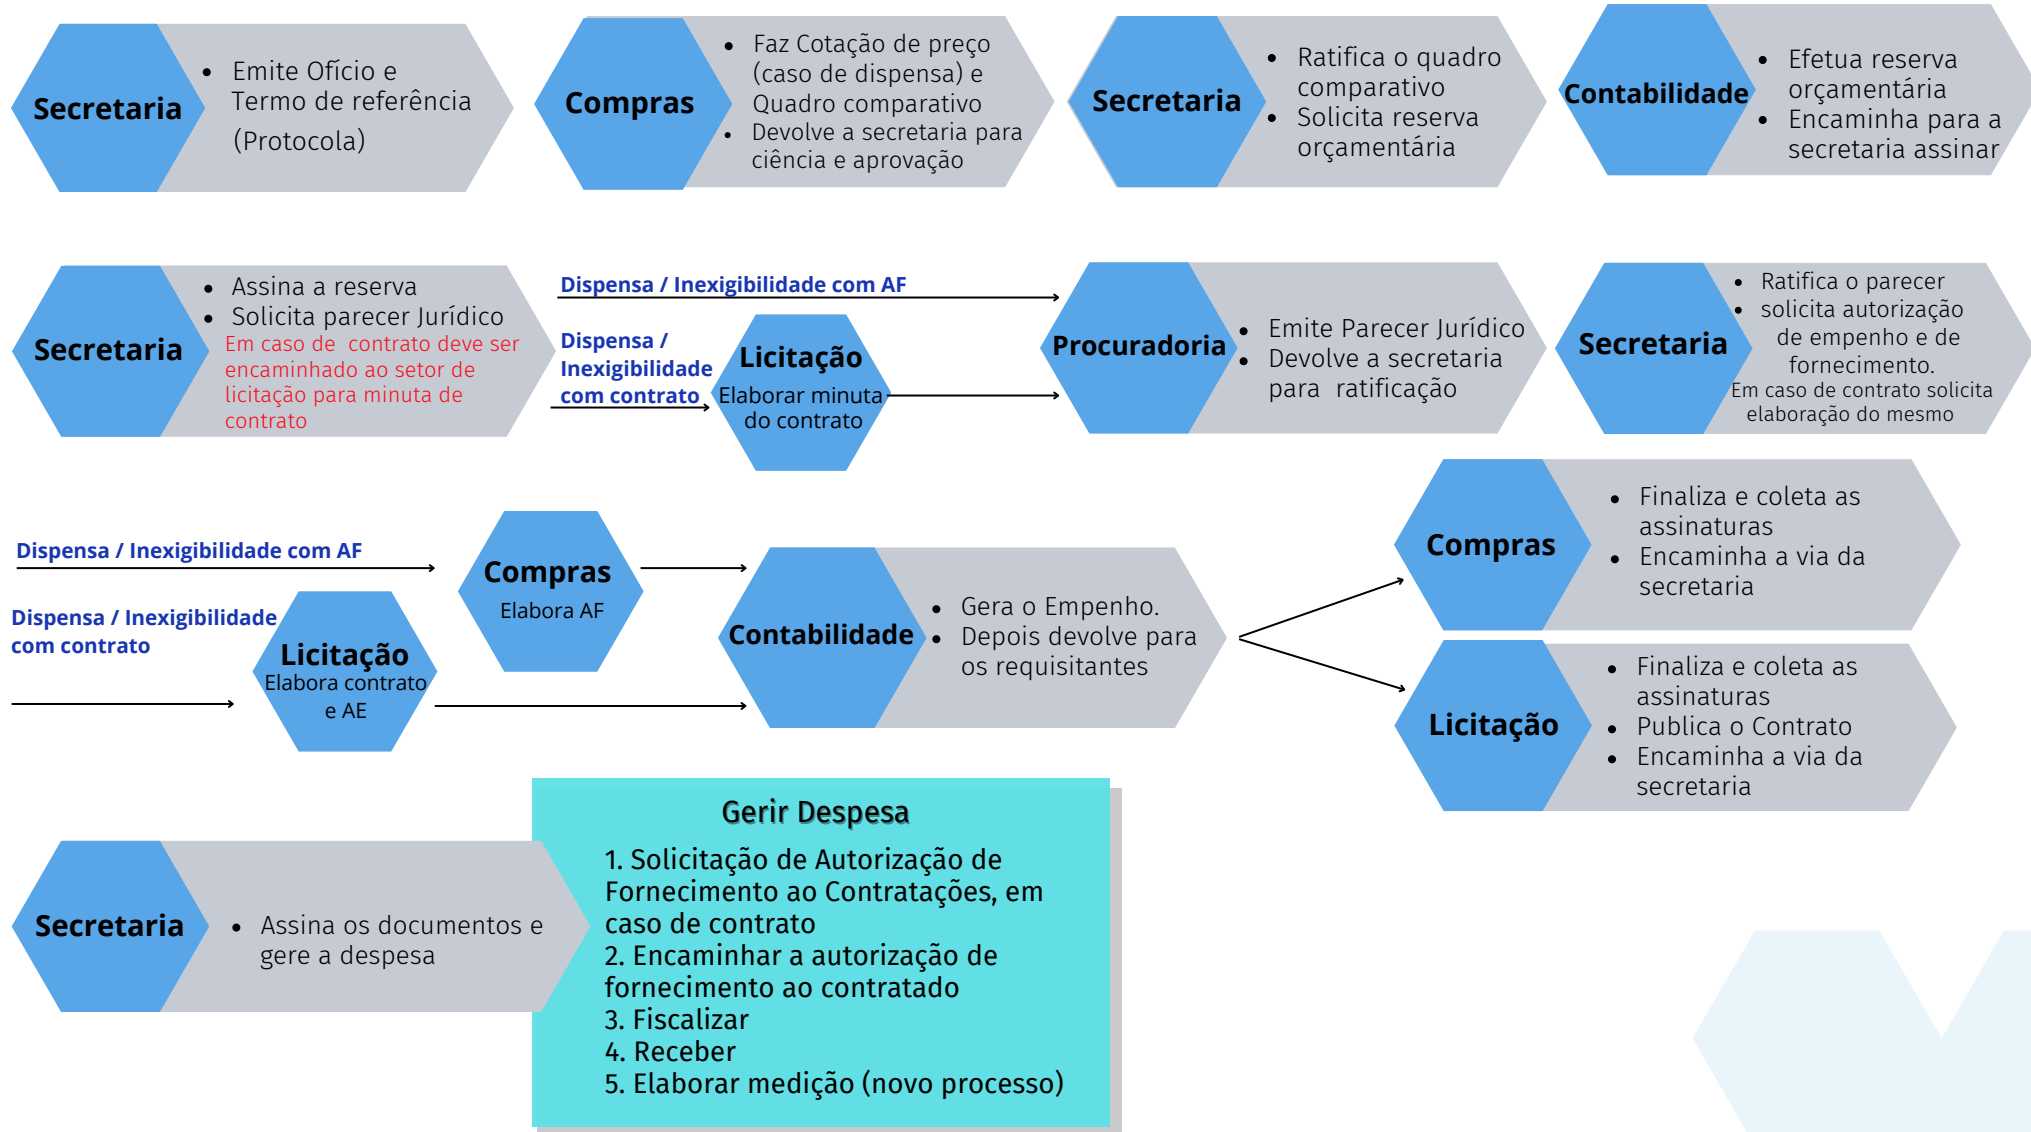 Secretaria
Emite Ofício e
Termo de referência
(Protocola)
Compras
Faz Cotação de preço
(caso de dispensa) e
Quadro comparativo
Devolve a secretaria para
ciência e aprovação
Secretaria
Ratifica o quadro
comparativo
Solicita reserva
orçamentária
Contabilidade
Efetua reserva
orçamentária
Encaminha para a
secretaria assinar
Secretaria
Assina a reserva
Solicita parecer Jurídico
Em caso de contrato deve ser
encaminhado ao setor de
licitação para minuta de
contrato
Dispensa / Inexigibilidade com AF
Dispensa /
Inexigibilidade
com contrato
Licitação
Elaborar minuta
do contrato
Procuradoria
Emite Parecer Jurídico
Devolve a secretaria
para ratificação
Secretaria
Ratifica o parecer
solicita autorização
de empenho e de
fornecimento.
Em caso de contrato solicita
elaboração do mesmo
Dispensa / Inexigibilidade com AF
Dispensa / Inexigibilidade
com contrato
Licitação
Elabora contrato
e AE
Compras
Elabora AF
Contabilidade
Gera o Empenho.
Depois devolve para
os requisitantes
Compras
Finaliza e coleta as
assinaturas
Encaminha a via da
secretaria
Licitação
Finaliza e coleta as
assinaturas
Publica o Contrato
Encaminha a via da
secretaria
Secretaria
Assina os documentos e
gere a despesa
Gerir Despesa
1. Solicitação de Autorização de
Fornecimento ao Contratações, em
caso de contrato
2. Encaminhar a autorização de
fornecimento ao contratado
3. Fiscalizar
4. Receber
5. Elaborar medição (novo processo)